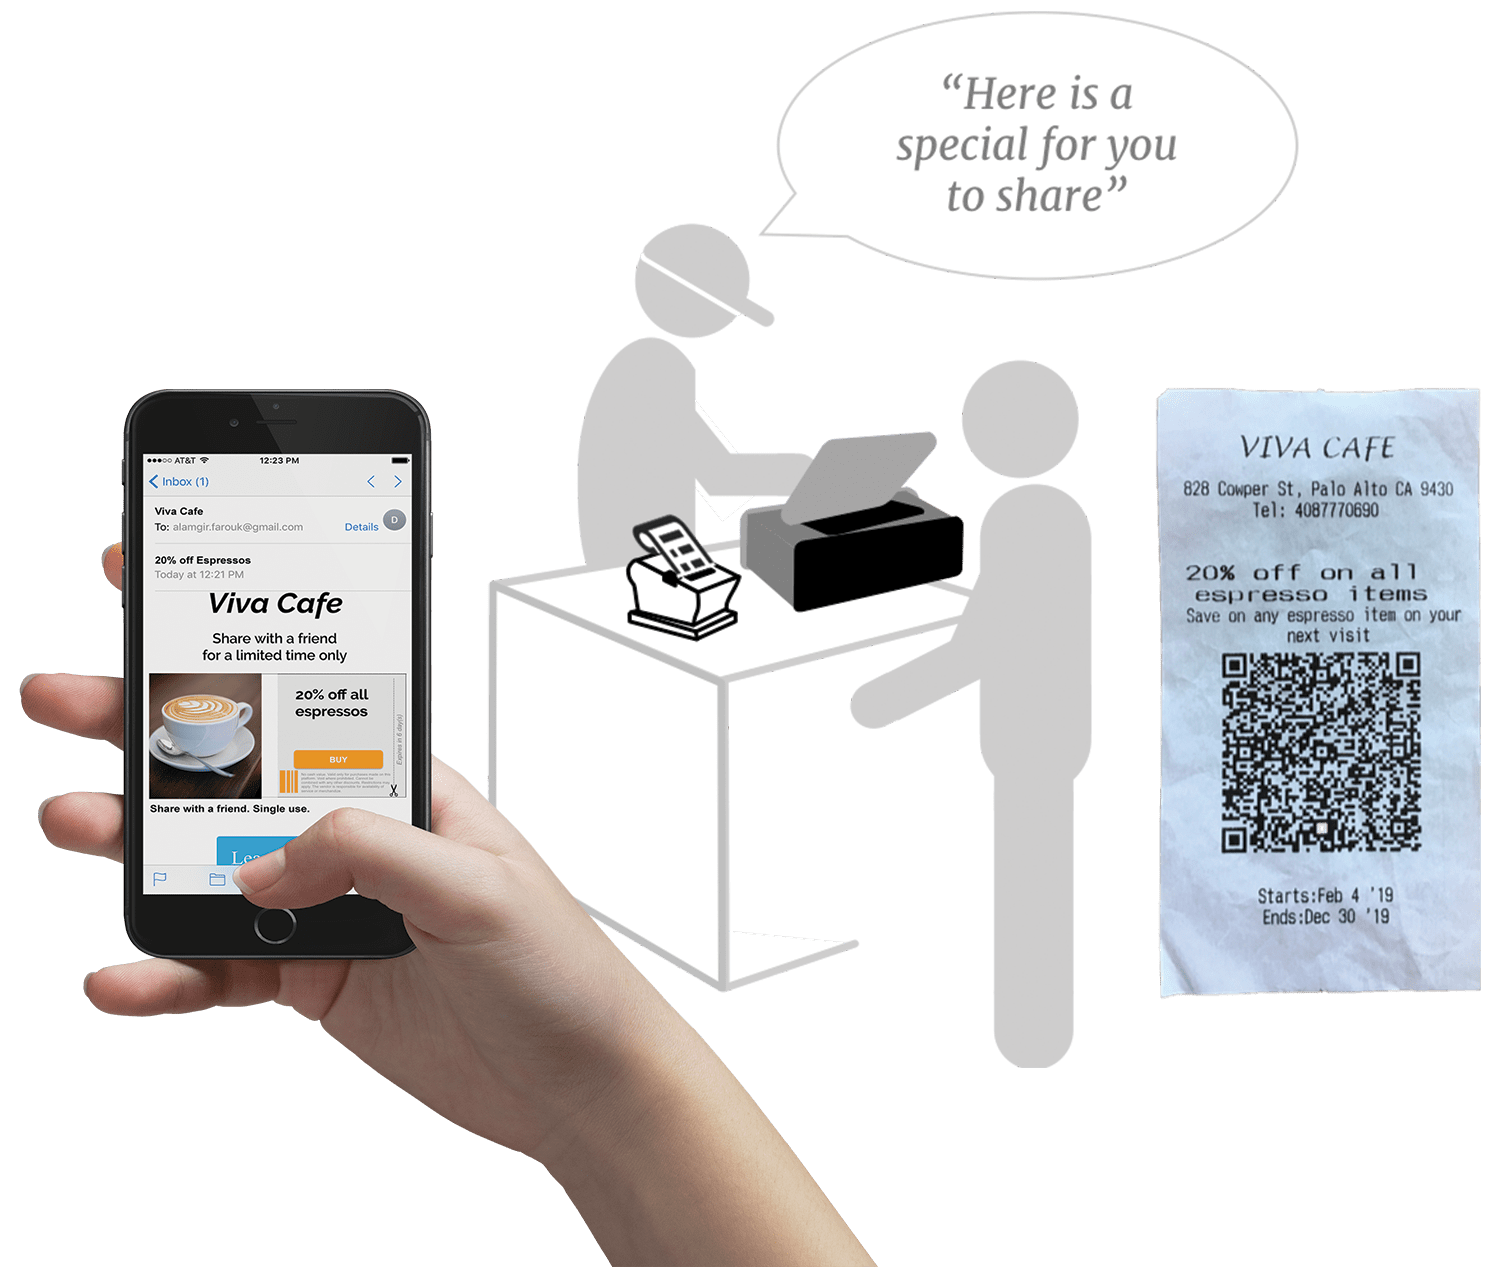 “Here is a
special for you
to share”
AT&T
12:23 PM
Inbox (1)
Viva Cafe
To: alamgir.farouk@gmail.com
Details
D
20% off Espressos
Today at 12:21 PM
Viva Cafe
Share with a friend
for a limited time only
20% off all
espressos
BUY
Expires in 6 day(s)
Share with a friend. Single use.
VIVA CAFE
828 Cowper St, Palo Alto CA 9430
Tel: 4087770690
20% off on all
espresso items
Save on any espresso item on your
next visit
Starts:Feb 4 '19
Ends:Dec 30 '19